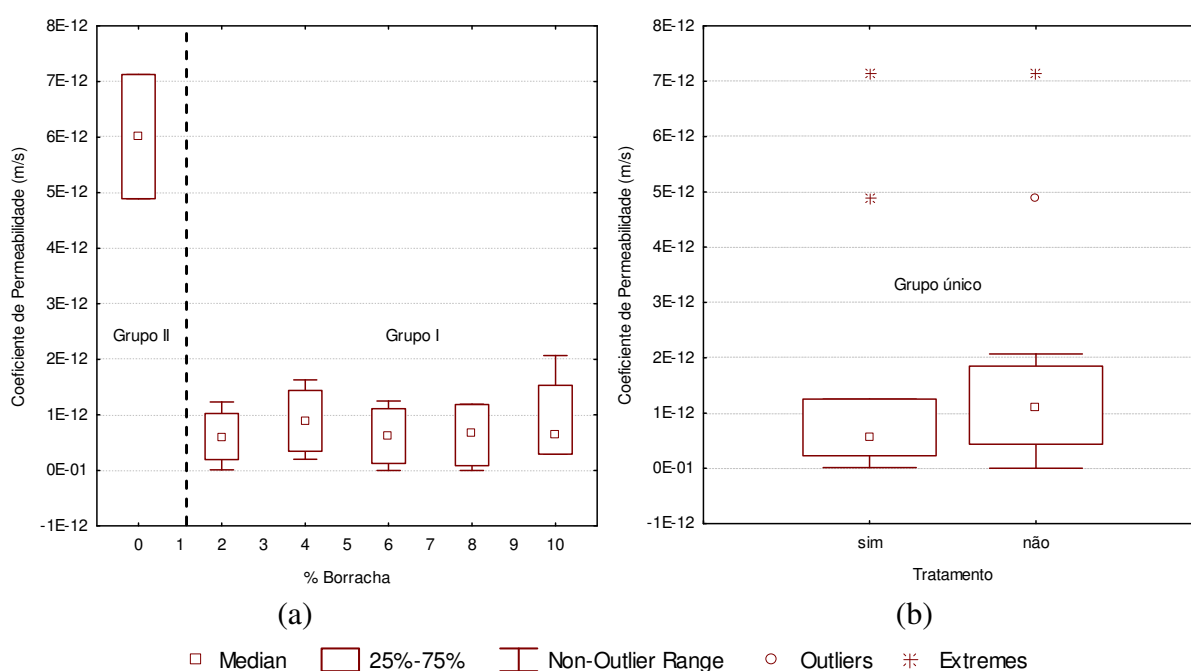 Coeficiente de Permeabilidade (m/s)
8E-12
7E-12
6E-12
5E-12
4E-12
3E-12
2E-12
1E-12
0E-01
-1E-12
Grupo II
Grupo I
0 1 2 3 4 5 6 7 8 9 10
% Borracha
(a)
Coeficiente de Permeabilidade (m/s)
8E-12
7E-12
6E-12
5E-12
4E-12
3E-12
2E-12
1E-12
0E-01
-1E-12
Grupo único
sim não
Tratamento
(b)
Median 25%-75% Non-Outlier Range Outliers Extremes